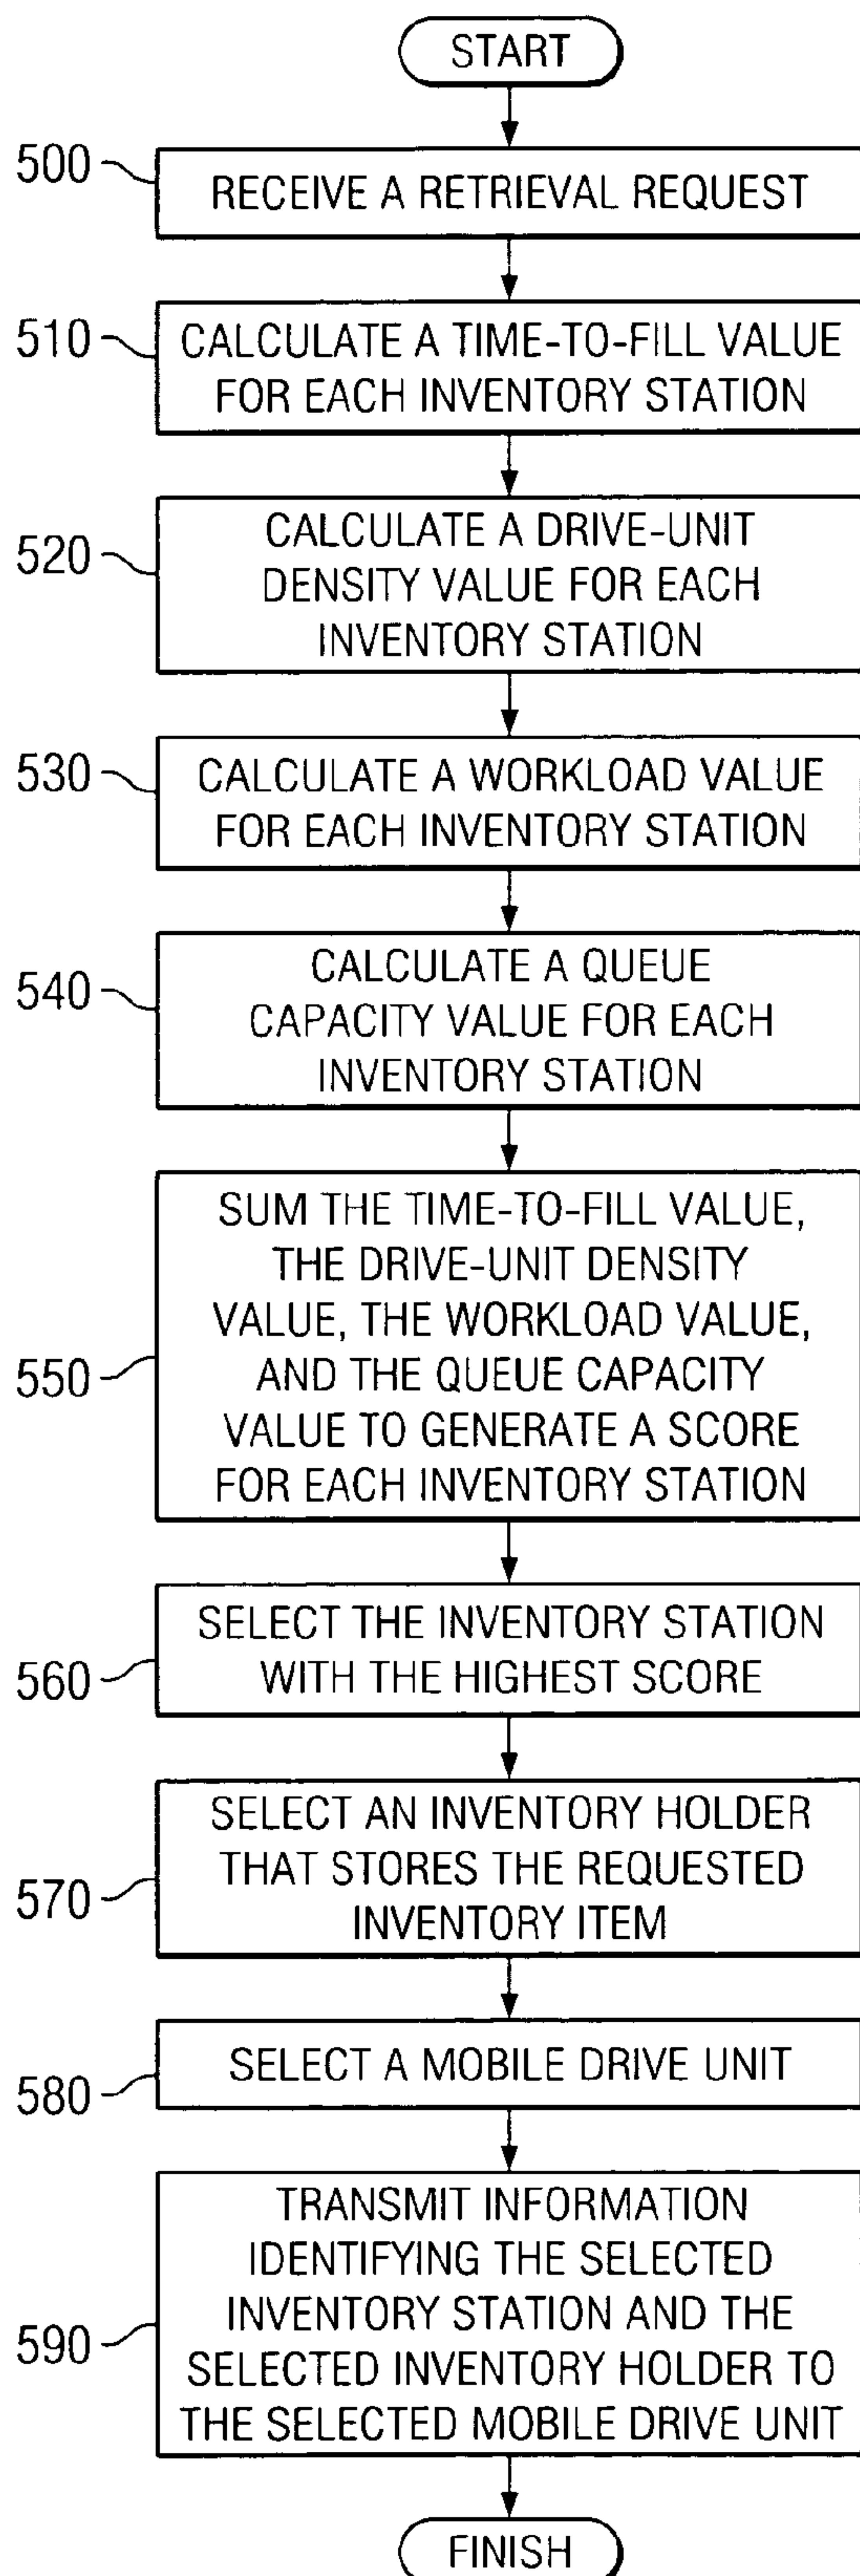 START
500
RECEIVE A RETRIEVAL REQUEST
510
CALCULATE A TIME-TO-FILL VALUE
FOR EACH INVENTORY STATION
520
CALCULATE A DRIVE-UNIT
DENSITY VALUE FOR EACH
INVENTORY STATION
530
CALCULATE A WORKLOAD VALUE
FOR EACH INVENTORY STATION
540
CALCULATE A QUEUE
CAPACITY VALUE FOR EACH
INVENTORY STATION
550
SUM THE TIME-TO-FILL VALUE,
THE DRIVE-UNIT DENSITY
VALUE, THE WORKLOAD VALUE,
AND THE QUEUE CAPACITY
VALUE TO GENERATE A SCORE
FOR EACH INVENTORY STATION
560
SELECT THE INVENTORY STATION
WITH THE HIGHEST SCORE
570
SELECT AN INVENTORY HOLDER
THAT STORES THE REQUESTED
INVENTORY ITEM
580
SELECT A MOBILE DRIVE UNIT
590
TRANSMIT INFORMATION
IDENTIFYING THE SELECTED
INVENTORY STATION AND THE
SELECTED INVENTORY HOLDER TO
THE SELECTED MOBILE DRIVE UNIT
FINISH